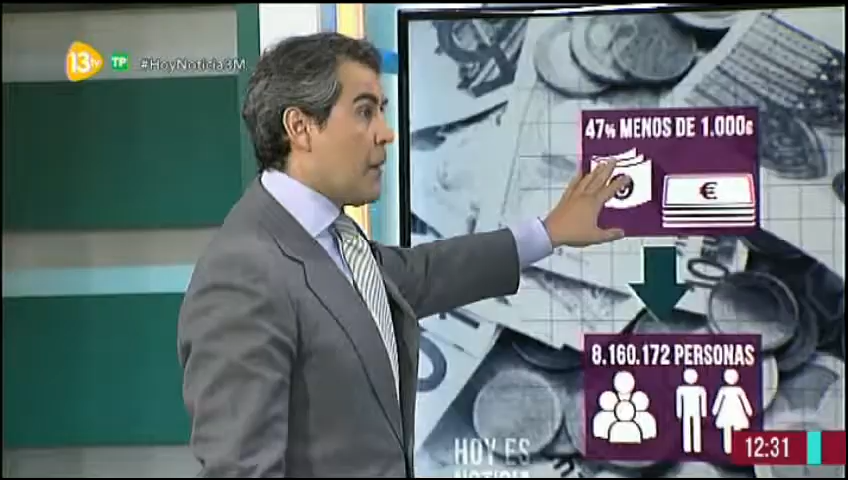 13tv TP #HoyNoticia3M
47% MENOS DE 1.000€
€
8.160.172 PERSONAS
HOY ES
NOTICIA
12:31